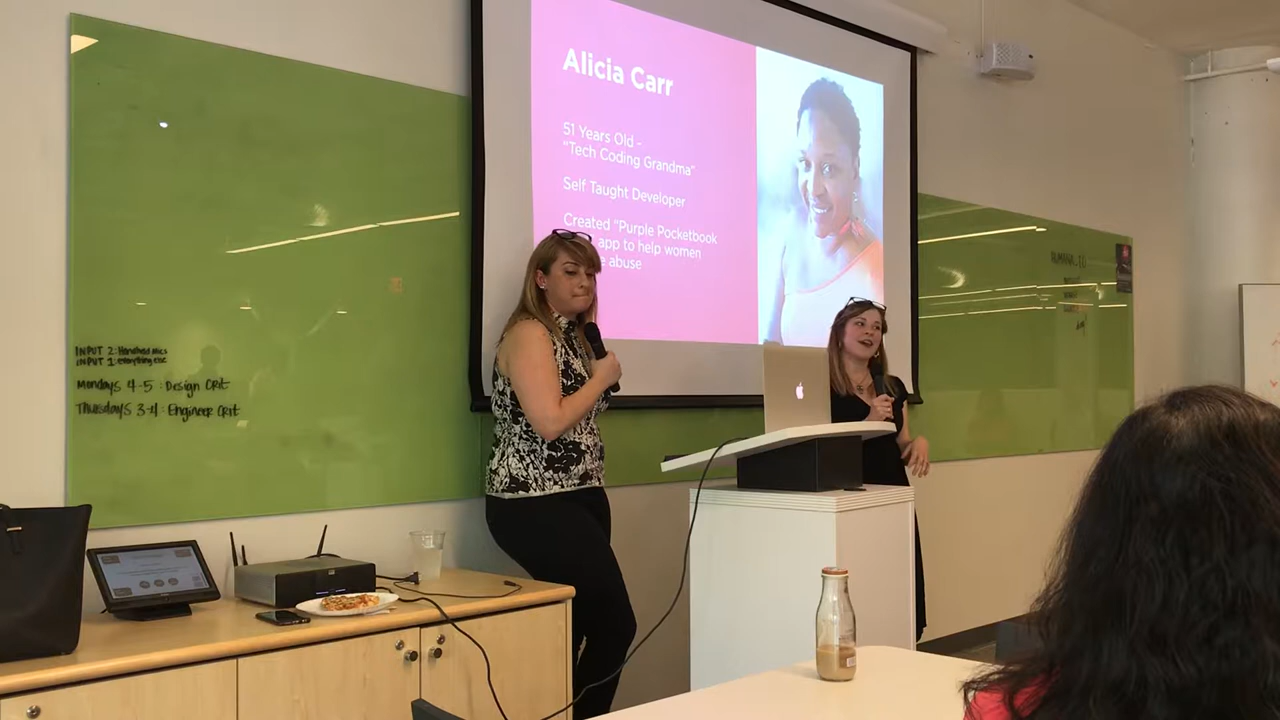 Alicia Carr
51 Years Old -
"Tech Coding Grandma"
Self Taught Developer
Created "Purple Pocketbook
app to help women
abuse
INPUT 2: Handheld mics
INPUT 1: everything else
Mondays 4-5: Design Crit
Thursdays 3-4: Engineer Crit